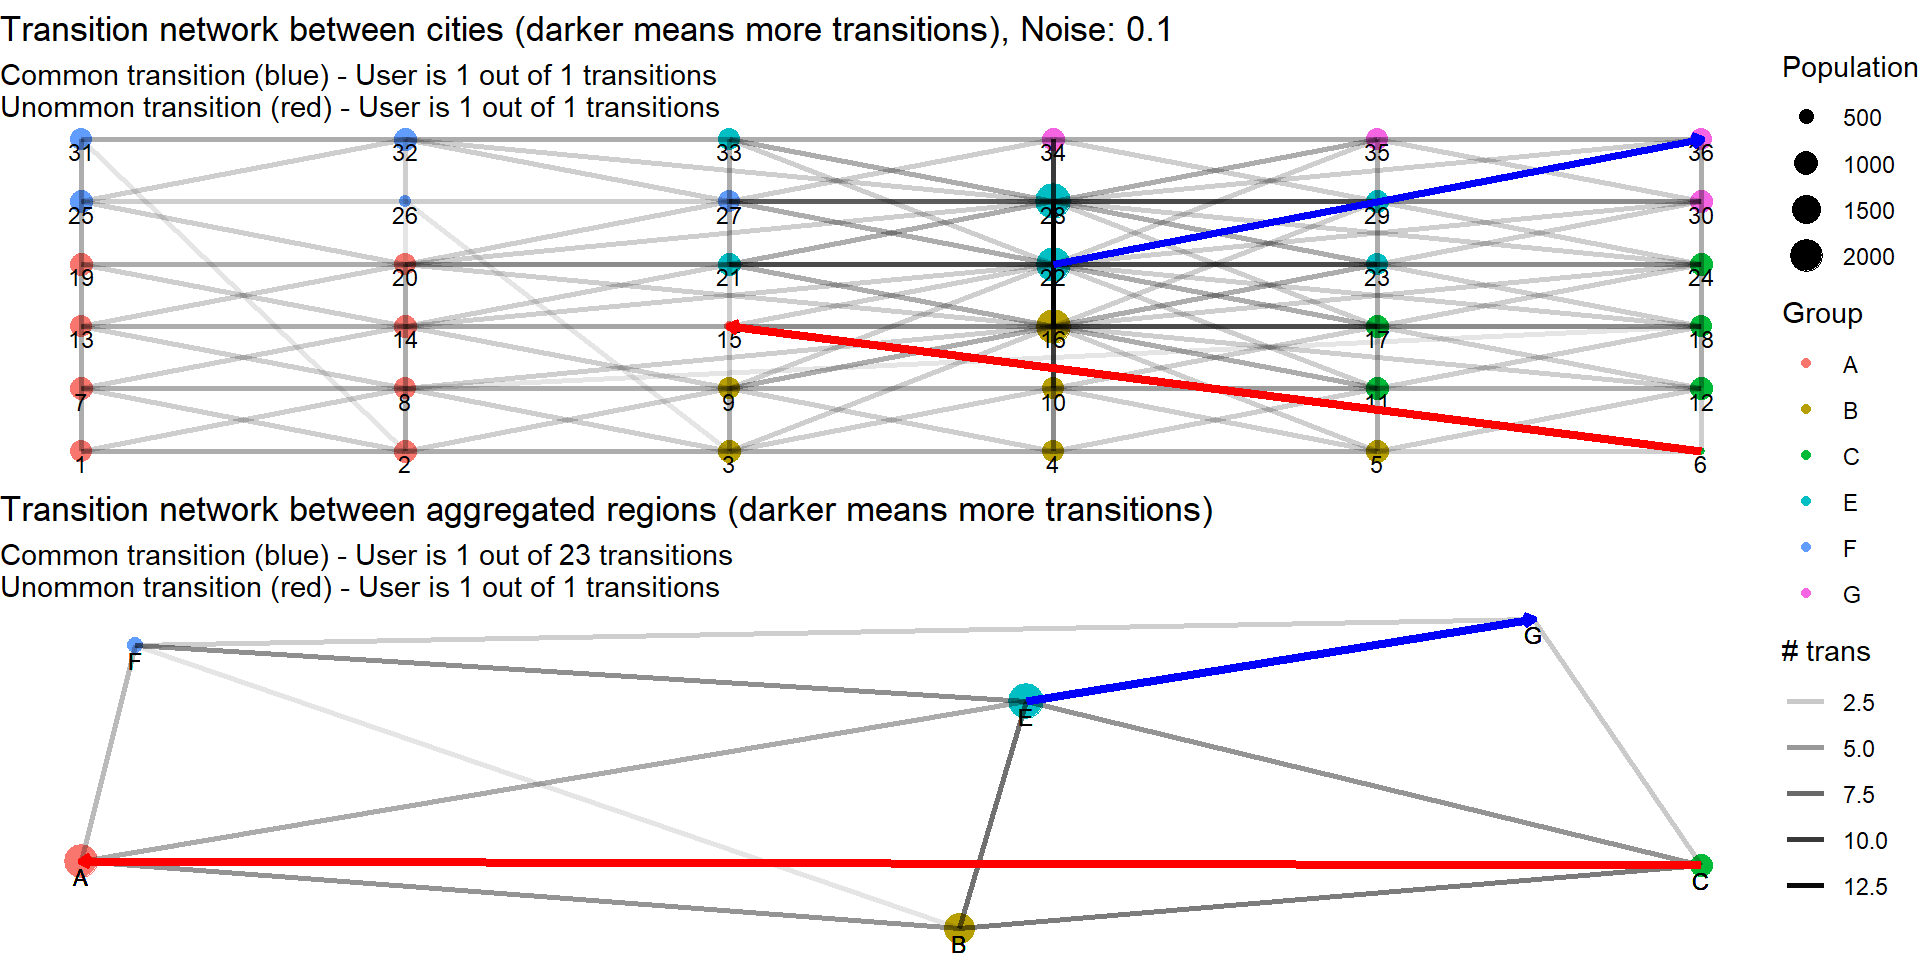 Transition network between cities (darker means more transitions), Noise: 0.1
Common transition (blue) - User is 1 out of 1 transitions
Unommon transition (red) - User is 1 out of 1 transitions
31 32 33 34 35 36
25 26 27 28 29 30
19 20 21 22 23 24
13 14 15 16 17 18
7 8 9 10 11 12
1 2 3 4 5 6
Transition network between aggregated regions (darker means more transitions)
Common transition (blue) - User is 1 out of 23 transitions
Unommon transition (red) - User is 1 out of 1 transitions
G
F
E
A
C
B
Population
500
1000
1500
2000
Group
A
B
C
E
F
G
# trans
2.5
5.0
7.5
10.0
12.5